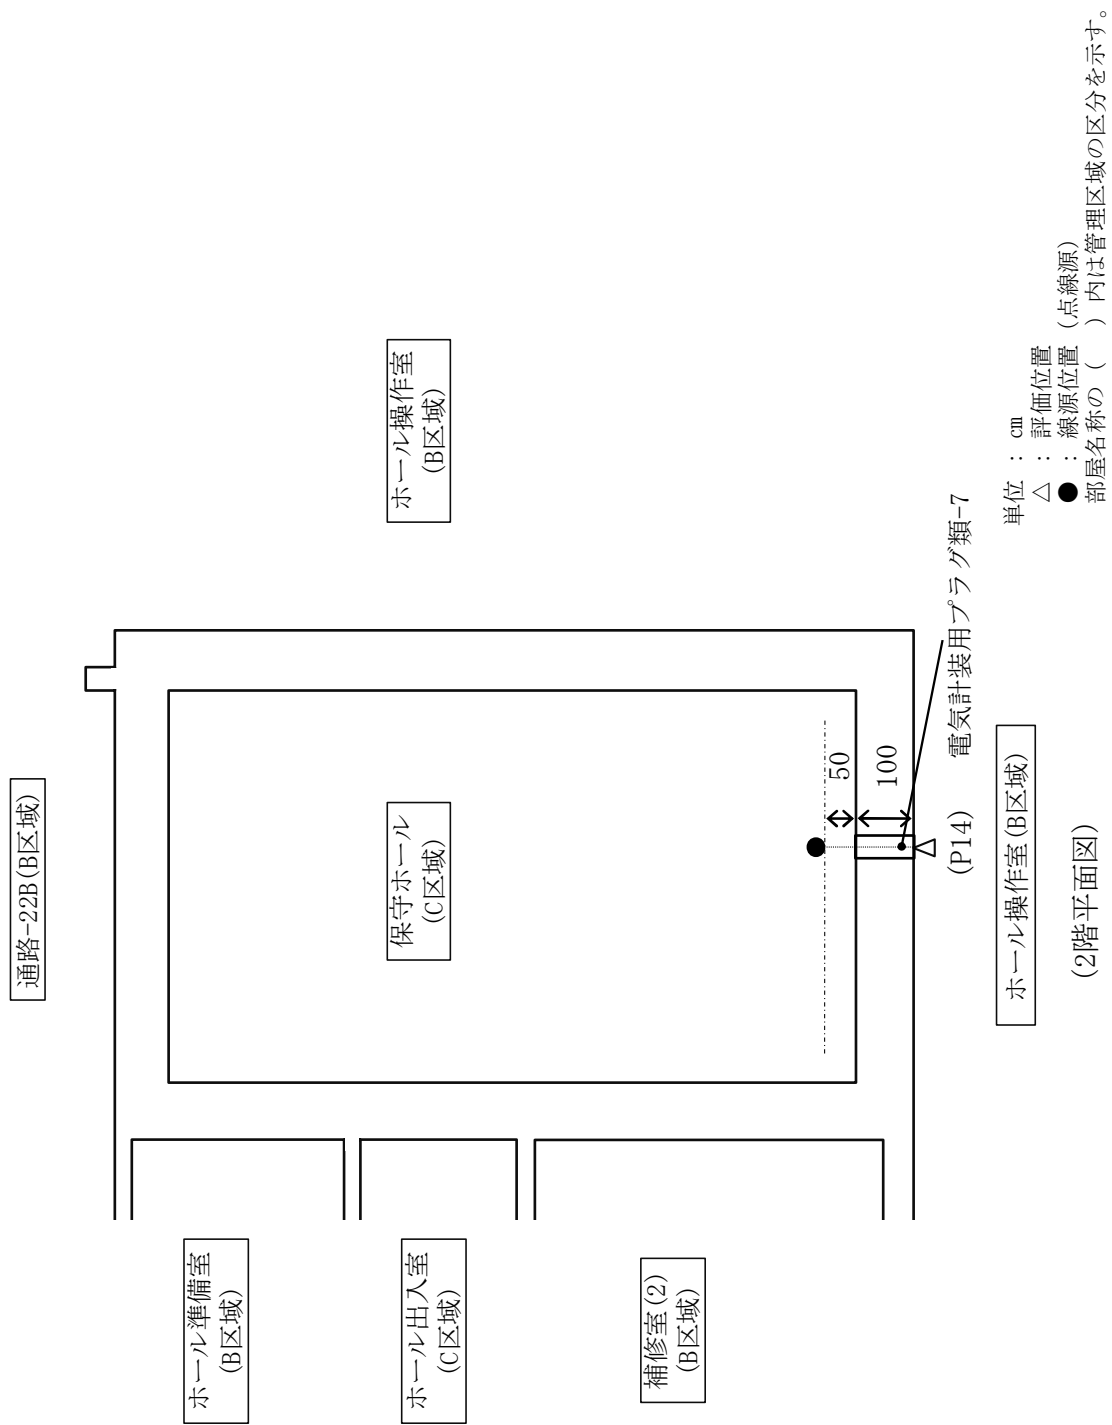 通路-22B(B区域)
ホール準備室
(B区域)
ホール出入室
(C区域)
補修室(2)
(B区域)
保守ホール
(C区域)
ホール操作室
(B区域)
50
100
(P14)
電気計装用プラグ類-7
ホール操作室(B区域)
(2階平面図)
単位 : cm
△ : 評価位置
● : 線源位置 (点線源)
部屋名称の ( ) 内は管理区域の区分を示す。